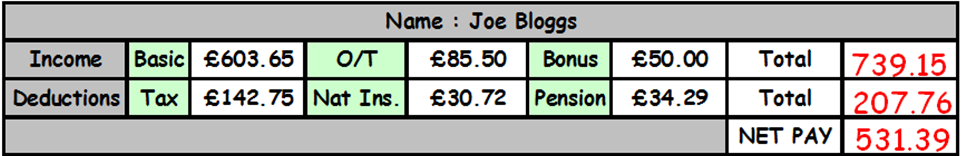 Name : Joe Bloggs
Income Basic £603.65 O/T £85.50 Bonus £50.00 Total 739.15
Deductions Tax £142.75 Nat Ins. £30.72 Pension £34.29 Total 207.76
NET PAY 531.39